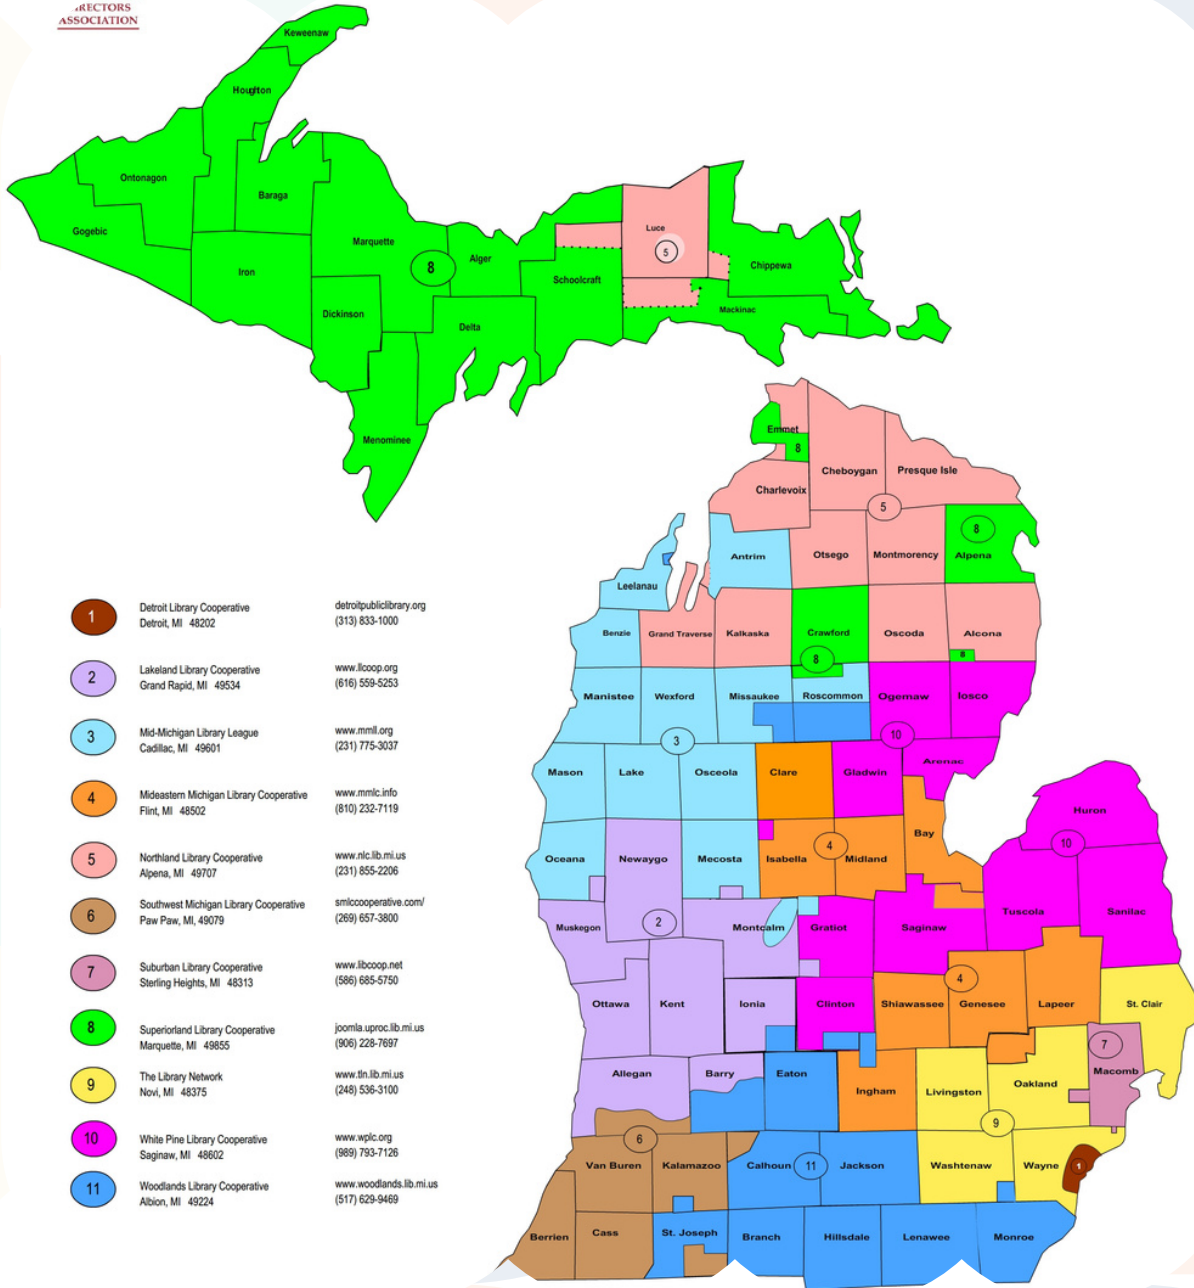 ASSOCIATION
Keweenaw
Houghton
Ontonagon
Baraga
Gogebic
Marquette
Iron
8
Alger
Luce
5
Schoolcraft
Chippewa
Dickinson
Delta
Mackinac
Menominee
Emmet
8
Cheboygan
Presque Isle
Charlevoix
5
8
Antrim
Otsego
Montmorency
Alpena
Leelanau
Benzie
Grand Traverse
Kalkaska
Crawford
Oscoda
Alcona
8
8
Manistee
Wexford
Missaukee
Roscommon
Ogemaw
Iosco
3
10
Mason
Lake
Osceola
Clare
Gladwin
Arenac
Huron
Oceana
Newaygo
Mecosta
Isabella
4
Midland
Bay
10
Muskegon
2
Montcalm
Gratiot
Saginaw
Tuscola
Sanilac
4
Ottawa
Kent
Ionia
Clinton
Shiawassee
Genesee
Lapeer
St. Clair
7
Allegan
Barry
Eaton
Ingham
Livingston
Oakland
Macomb
9
6
Van Buren
Kalamazoo
Calhoun
11
Jackson
Washtenaw
Wayne
1
Berrien
Cass
St. Joseph
Branch
Hillsdale
Lenawee
Monroe
1 Detroit Library Cooperative detroitpubliclibrary.org
Detroit, MI 48202 (313) 833-1000
2 Lakeland Library Cooperative www.llcoop.org
Grand Rapid, MI 49534 (616) 559-5253
3 Mid-Michigan Library League www.mmll.org
Cadillac, MI 49601 (231) 775-3037
4 Mideastern Michigan Library Cooperative www.mmlc.info
Flint, MI 48502 (810) 232-7119
5 Northland Library Cooperative www.nlc.lib.mi.us
Alpena, MI 49707 (231) 855-2206
6 Southwest Michigan Library Cooperative smlccooperative.com/
Paw Paw, MI, 49079 (269) 657-3800
7 Suburban Library Cooperative www.libcoop.net
Sterling Heights, MI 48313 (586) 685-5750
8 Superiorland Library Cooperative joomla.uproc.lib.mi.us
Marquette, MI 49855 (906) 228-7697
9 The Library Network www.tln.lib.mi.us
Novi, MI 48375 (248) 536-3100
10 White Pine Library Cooperative www.wplc.org
Saginaw, MI 48602 (989) 793-7126
11 Woodlands Library Cooperative www.woodlands.lib.mi.us
Albion, MI 49224 (517) 629-9469